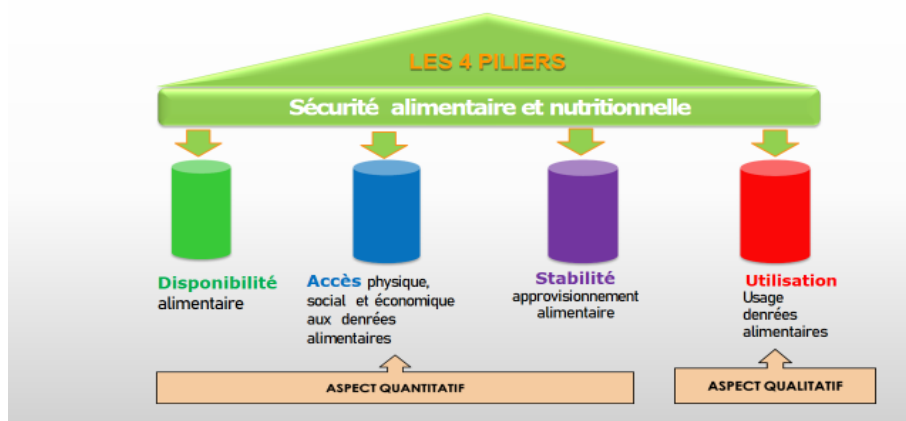 LES 4 PILIERS
Sécurité alimentaire et nutritionnelle
Disponibilité
alimentaire
Accès physique,
social et économique
aux denrées
alimentaires
Stabilité
approvisionnement
alimentaire
Utilisation
Usage
denrées
alimentaires
ASPECT QUANTITATIF
ASPECT QUALITATIF